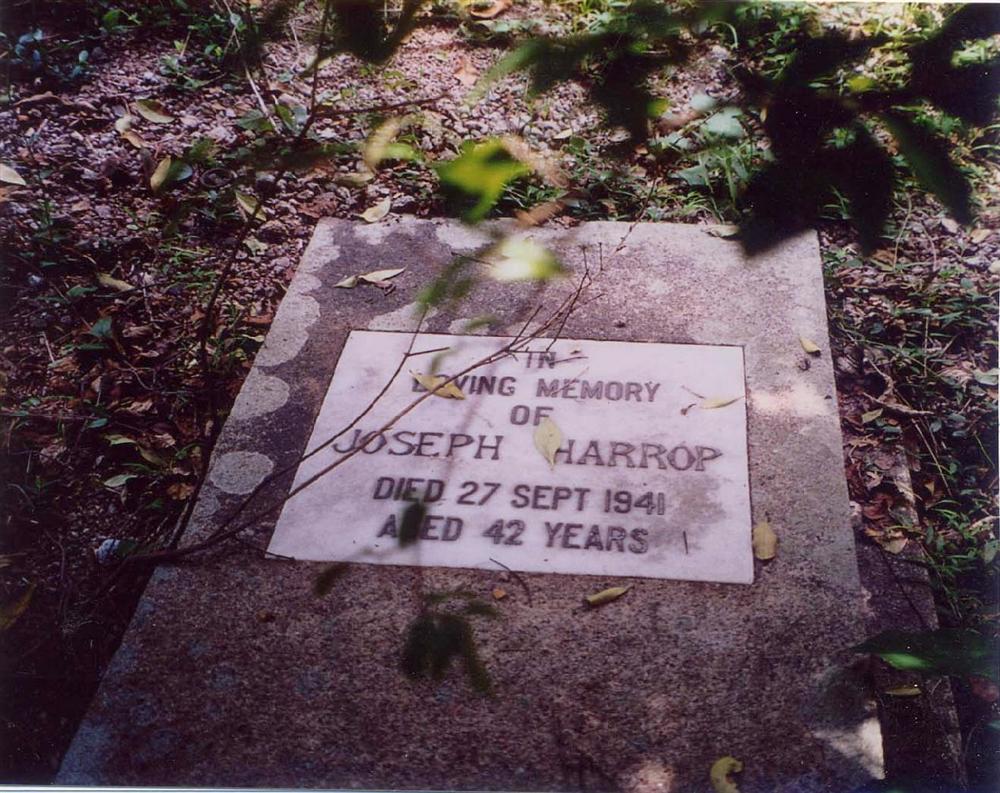 IN
LOVING MEMORY
OF
JOSEPH HARROP
DIED 27 SEPT 1941
AGED 42 YEARS